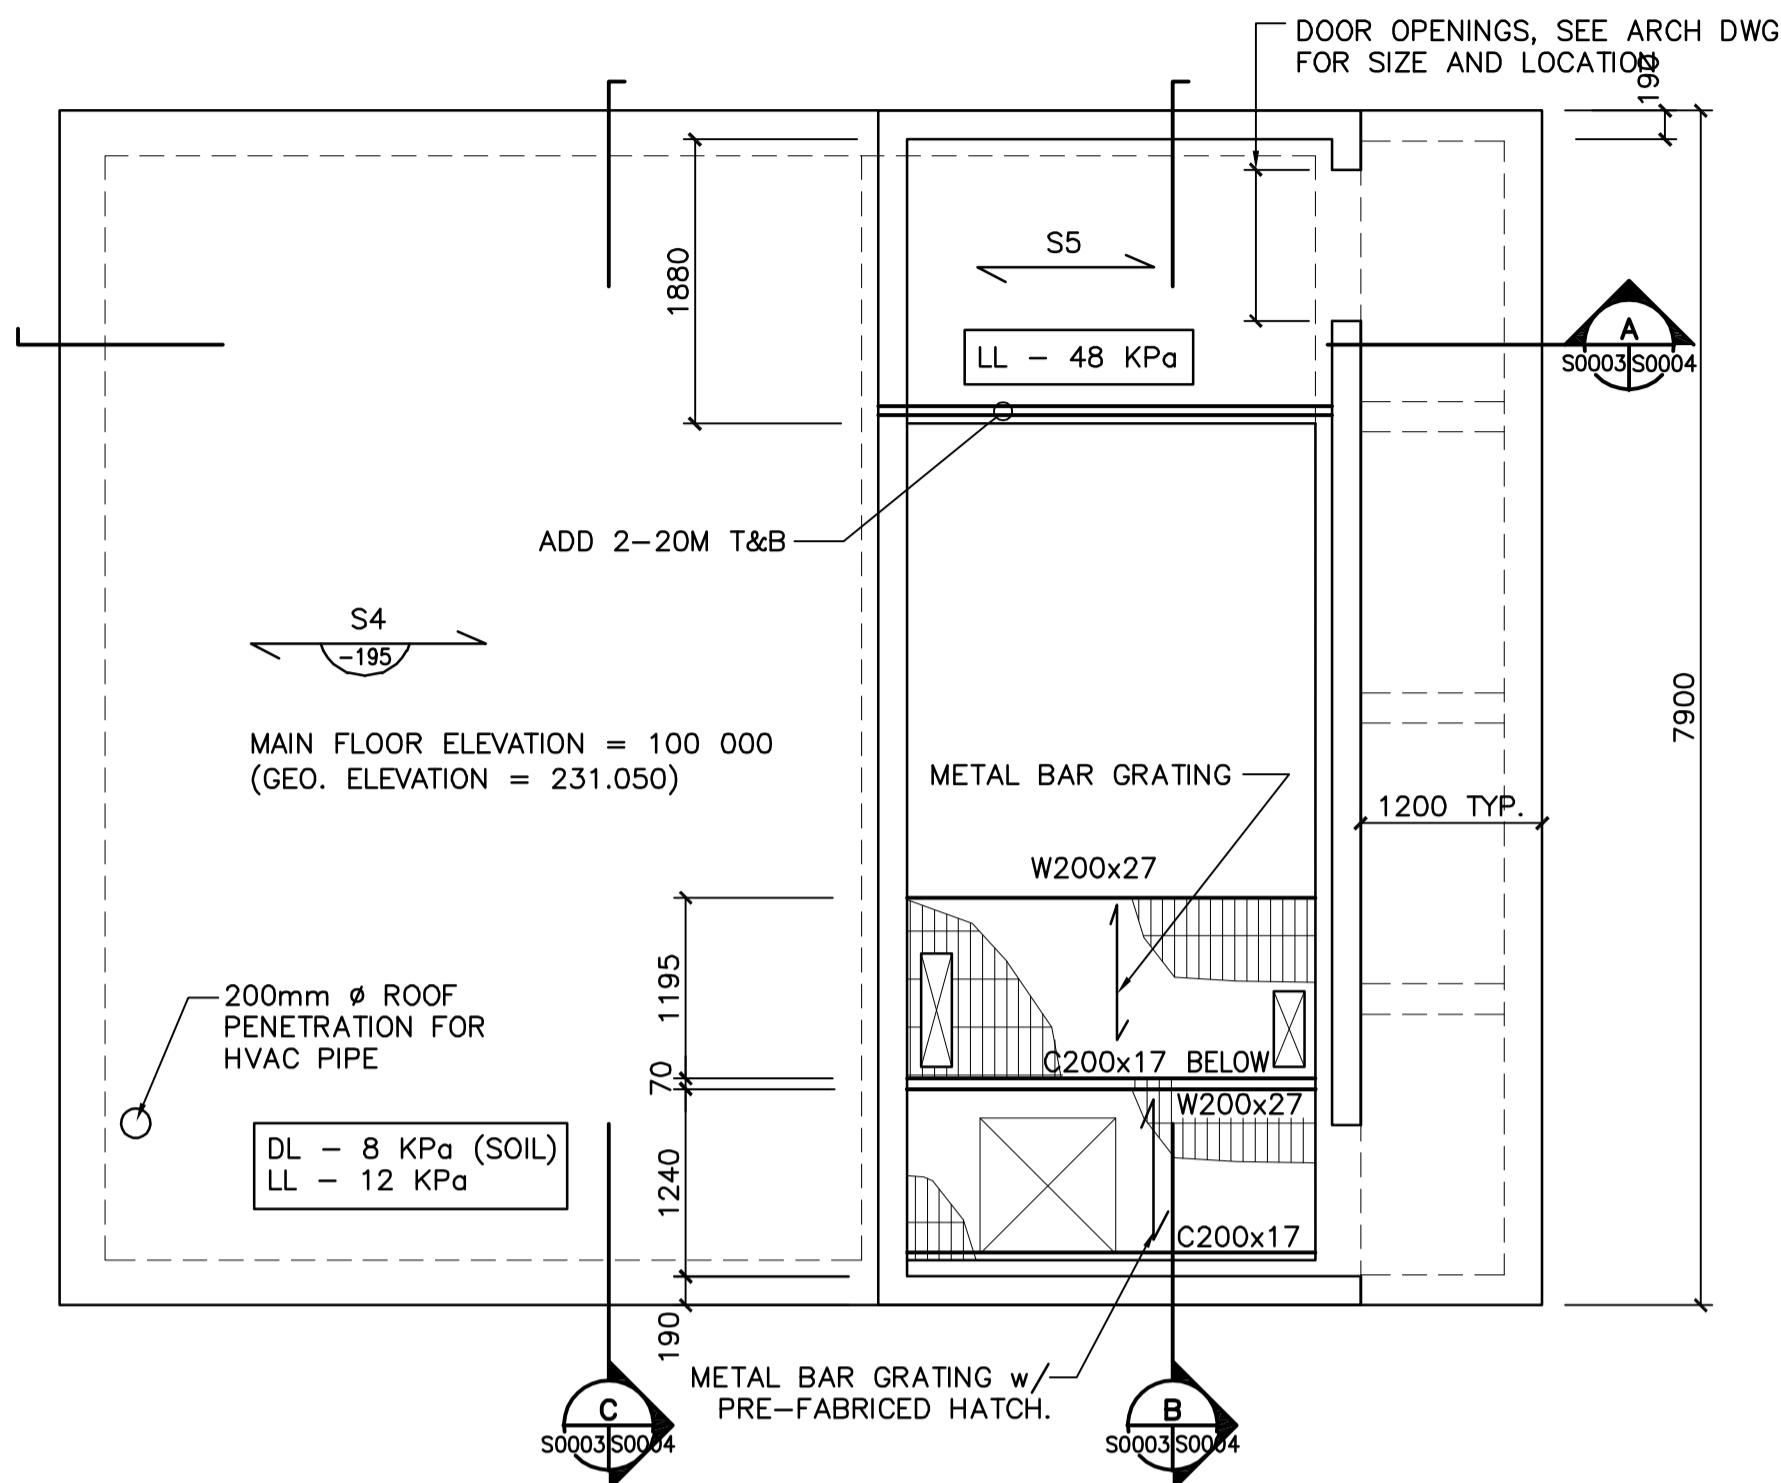 DOOR OPENINGS, SEE ARCH DWG
FOR SIZE AND LOCATION
190
S5
1880
LL - 48 KPa
A
S0003 S0004
ADD 2-20M T&B
S4
-195
MAIN FLOOR ELEVATION = 100 000
(GEO. ELEVATION = 231.050)
7900
METAL BAR GRATING
1200 TYP.
W200x27
1195
200mm ø ROOF
PENETRATION FOR
HVAC PIPE
C200x17 BELOW
70
W200x27
DL - 8 KPa (SOIL)
LL - 12 KPa
1240
C200x17
190
METAL BAR GRATING w/
PRE-FABRICED HATCH.
C
S0003 S0004
B
S0003 S0004